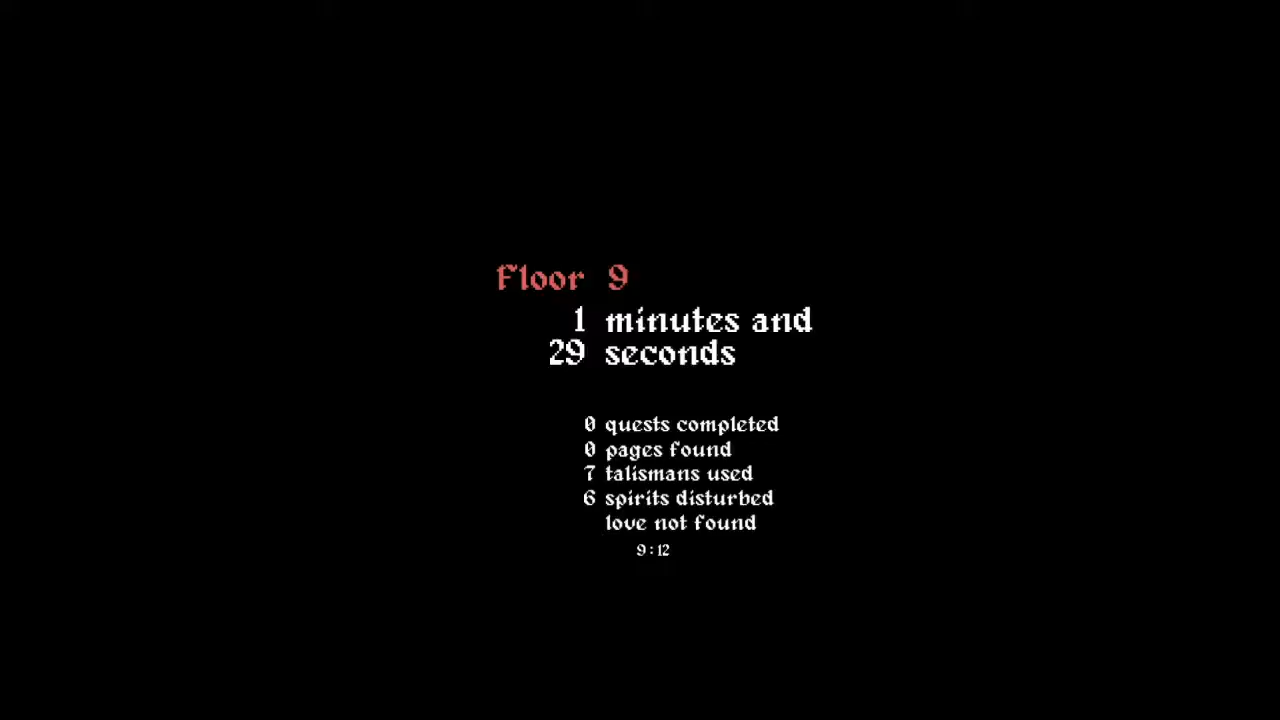 Floor 9
1 minutes and
29 seconds
0 quests completed
0 pages found
7 talismans used
6 spirits disturbed
love not found
9:12